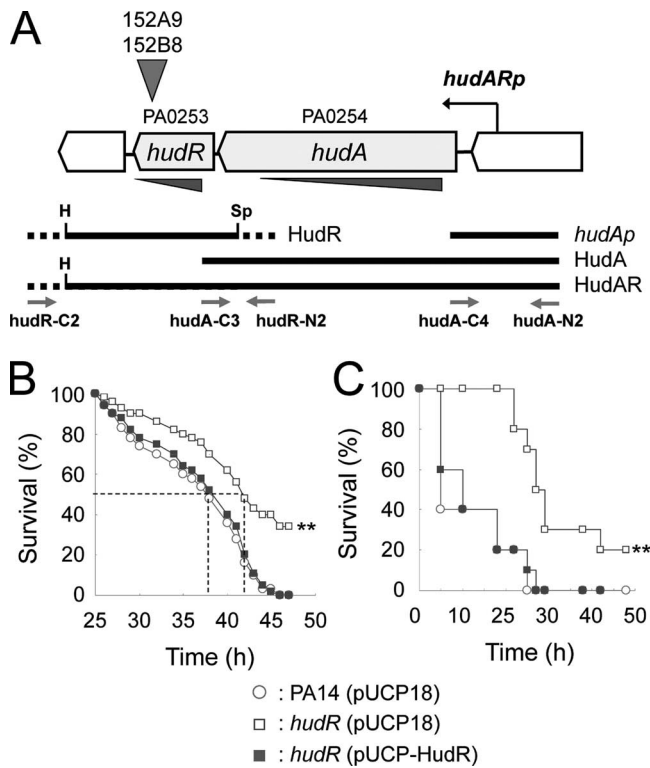 A
152A9
152B8
hudARp
PA0253
PA0254
hudR
hudA
H
Sp
HudR
hudAp
HudA
H
HudAR
hudR-C2
hudA-C3
hudR-N2
hudA-C4
hudA-N2
B
100
80
60
40
20
0
Survival (%)
**
25
30
35
40
45
50
Time (h)
C
100
80
60
40
20
0
Survival (%)
**
0
10
25
30
40
50
Time (h)
: PA14 (pUCP18)
: hudR (pUCP18)
: hudR (pUCP-HudR)